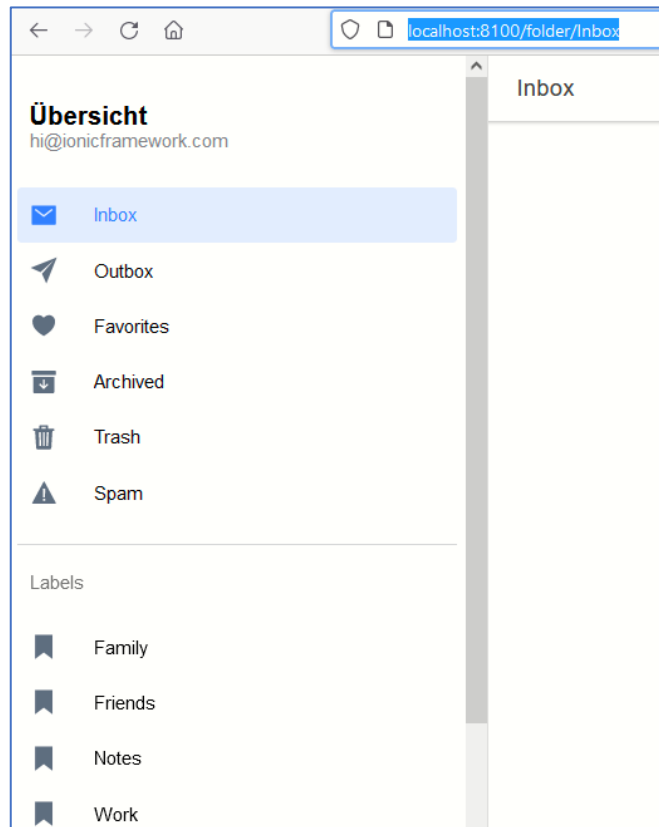 localhost:8100/folder/Inbox
Übersicht
hi@ionicframework.com
Inbox
Inbox
Outbox
Favorites
Archived
Trash
Spam
Labels
Family
Friends
Notes
Work